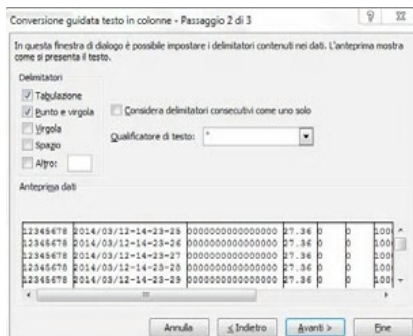 Conversione guidata testo in colonne - Passaggio 2 di 3
In questa finestra di dialogo è possibile impostare i delimitatori contenuti nei dati. L'anteprima mostra
come si presenta il testo.
Delimitatori
Tabulazione
Punto e virgola
Virgola
Spazio
Altro:
Considera delimitatori consecutivi come uno solo
Qualificatore di testo: "
Anteprima dati
12345678 2014/03/12-14-23-25 0000000000000000 27.36 0 0 100
12345678 2014/03/12-14-23-26 0000000000000000 27.36 0 0 100
12345678 2014/03/12-14-23-27 0000000000000000 27.36 0 0 100
12345678 2014/03/12-14-23-28 0000000000000000 27.36 0 0 100
12345678 2014/03/12-14-23-29 0000000000000000 27.36 0 0 100
Annulla < Indietro Avanti > Fine